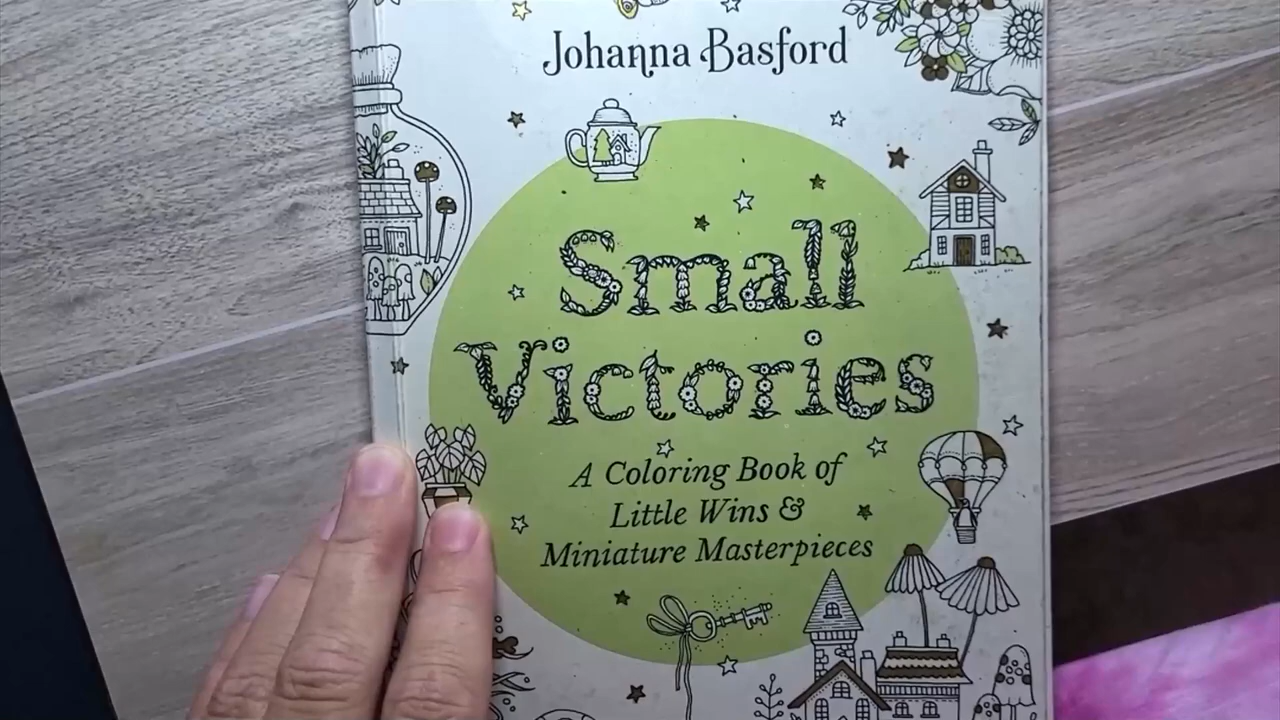 Johanna Basford
Small
Victories
A Coloring Book of
Little Wins &
Miniature Masterpieces